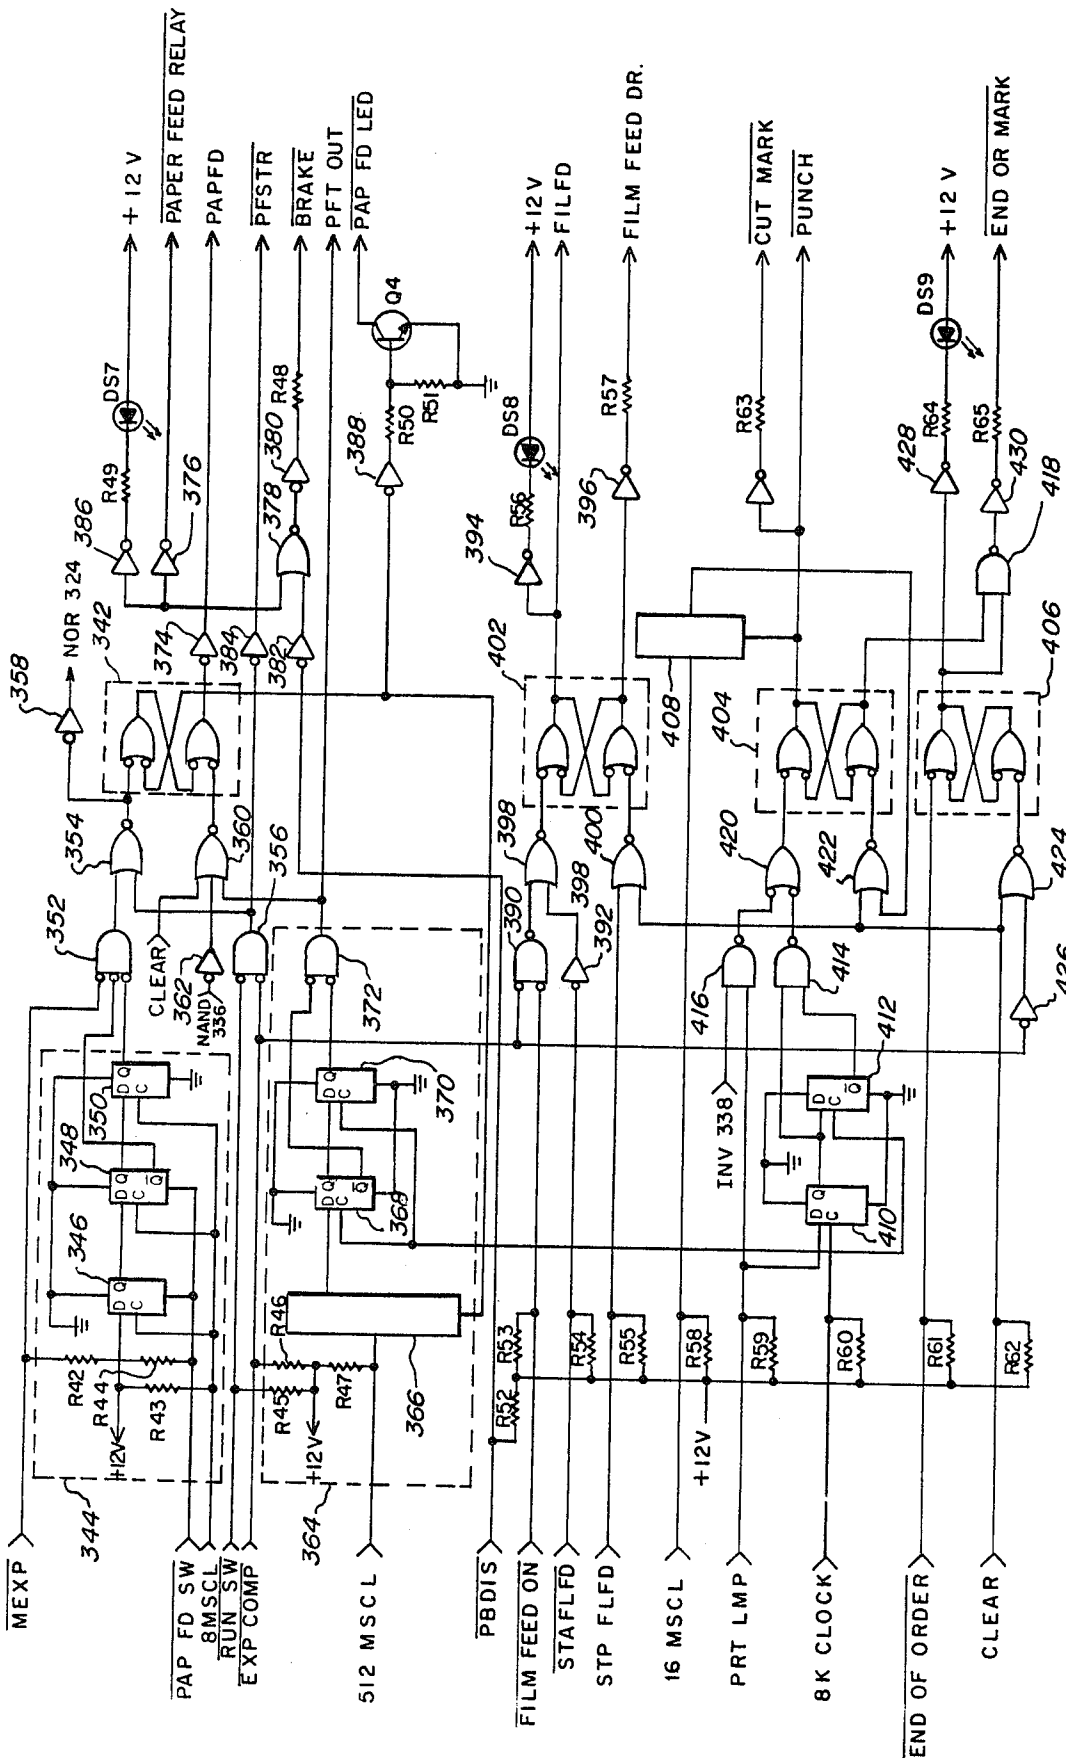 MEXP
PAP FD SW
8MSCL
RUN SW
EXP COMP
512 MSCL
PBDIS
FILM FEED ON
STAFLFD
STP FLFD
16 MSCL
PRT LMP
8K CLOCK
END OF ORDER
CLEAR
344
+12V
R42
R44
R43
346
D Q
C
348
D Q
C
Q
350
D Q
C
352
354
358
NOR 324
342
CLEAR
362
NAND
336
360
356
374
384
382
386
376
R49
DS7
+12V
PAPER FEED RELAY
PAPFD
PFSTR
378
380
R48
BRAKE
PFT OUT
PAP FD LED
388
R50
R51
Q4
364
+12V
R45
R46
R47
366
D Q
C
Q
368
D Q
C
370
372
R52
R53
R54
R55
R58
R59
R60
R61
R62
+12V
390
392
398
398
400
402
394
396
R56
DS8
R57
+12V
FILFD
FILM FEED DR.
408
INV 338
416
414
410
D Q
C
412
D
C
Q
420
422
404
R63
CUT MARK
PUNCH
424
426
406
428
R64
DS9
+12V
430
R65
418
END OR MARK